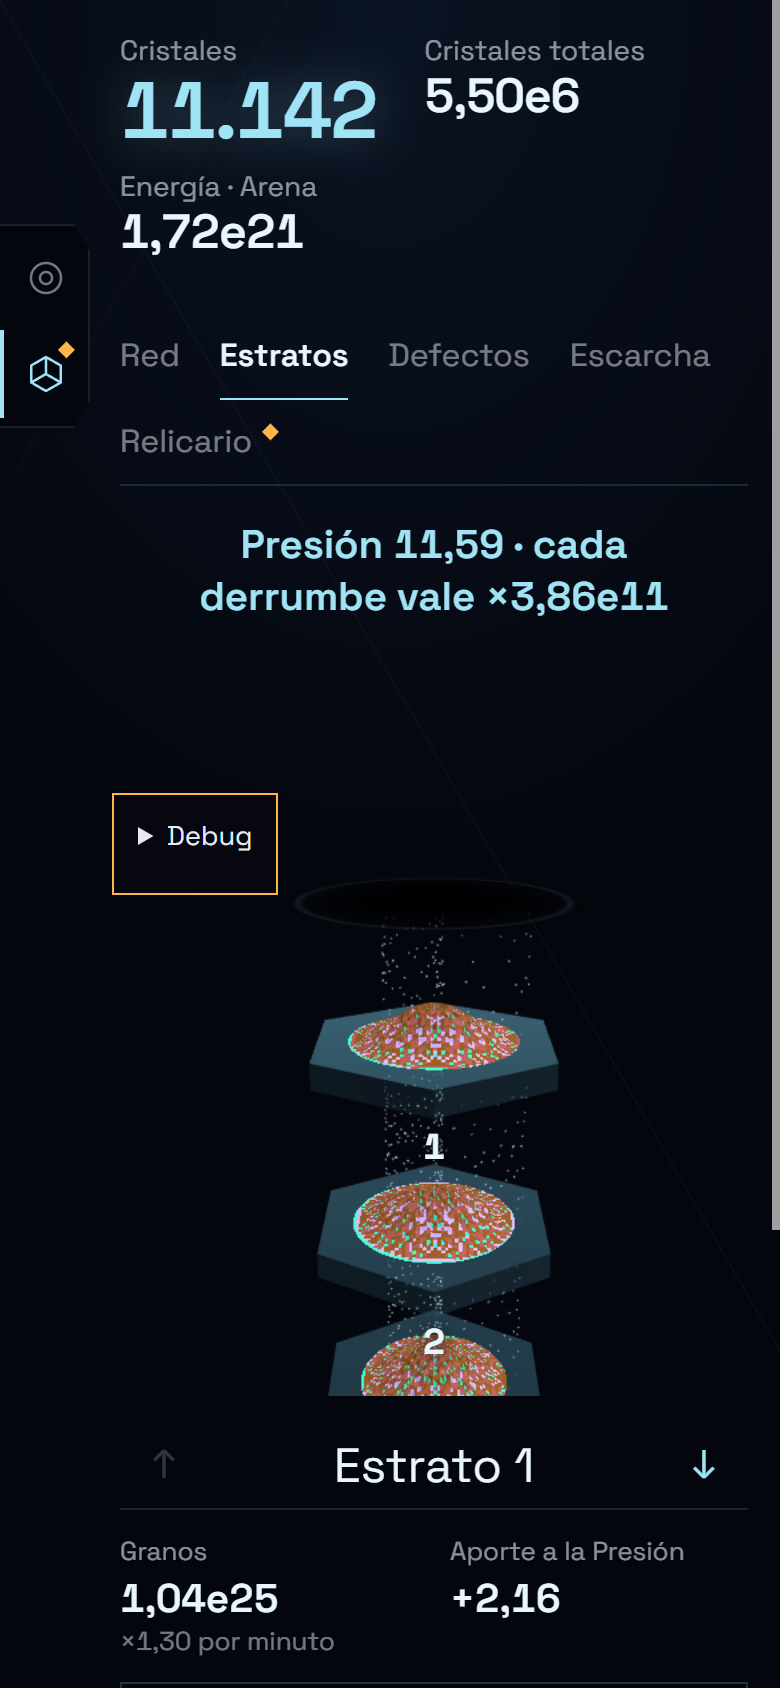 Cristales
11.142
Cristales totales
5,50e6
Energía · Arena
1,72e21
Red
Estratos
Defectos
Escarcha
Relicario
Presión 11,59 · cada
derrumbe vale ×3,86e11
▶ Debug
1
2
↑
Estrato 1
↓
Granos
1,04e25
×1,30 por minuto
Aporte a la Presión
+2,16